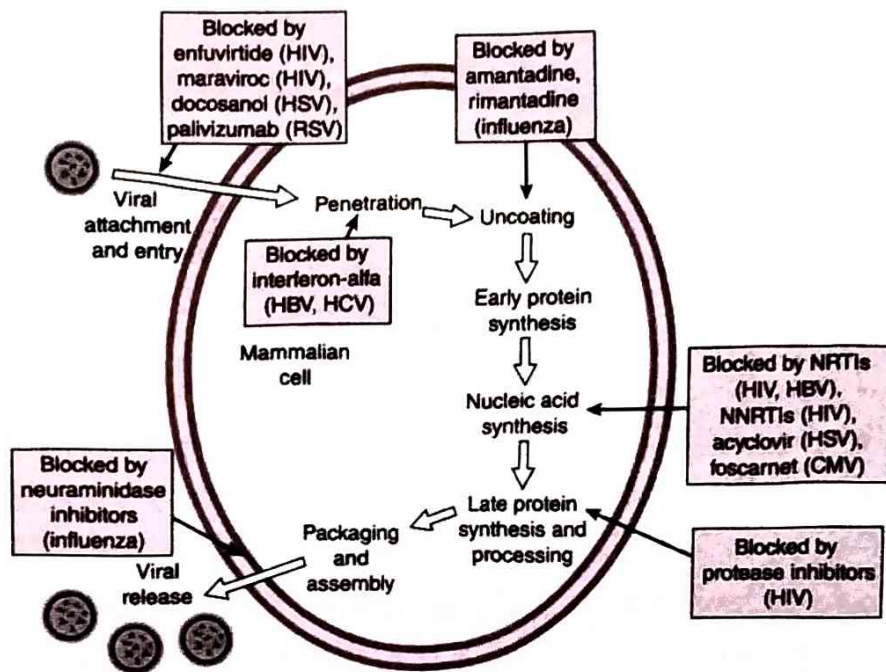 Blocked by
enfuvirtide (HIV),
maraviroc (HIV),
docosanol (HSV),
palivizumab (RSV)
Blocked by
amantadine,
rimantadine
(influenza)
Viral
attachment
and entry
Penetration
Uncoating
Blocked by
interferon-alfa
(HBV, HCV)
Early protein
synthesis
Mammalian
cell
Blocked by NRTIs
(HIV, HBV),
NNRTIs (HIV),
acyclovir (HSV),
foscarnet (CMV)
Nucleic acid
synthesis
Blocked by
neuraminidase
inhibitors
(influenza)
Late protein
synthesis and
processing
Packaging
and
assembly
Blocked by
protease inhibitors
(HIV)
Viral
release